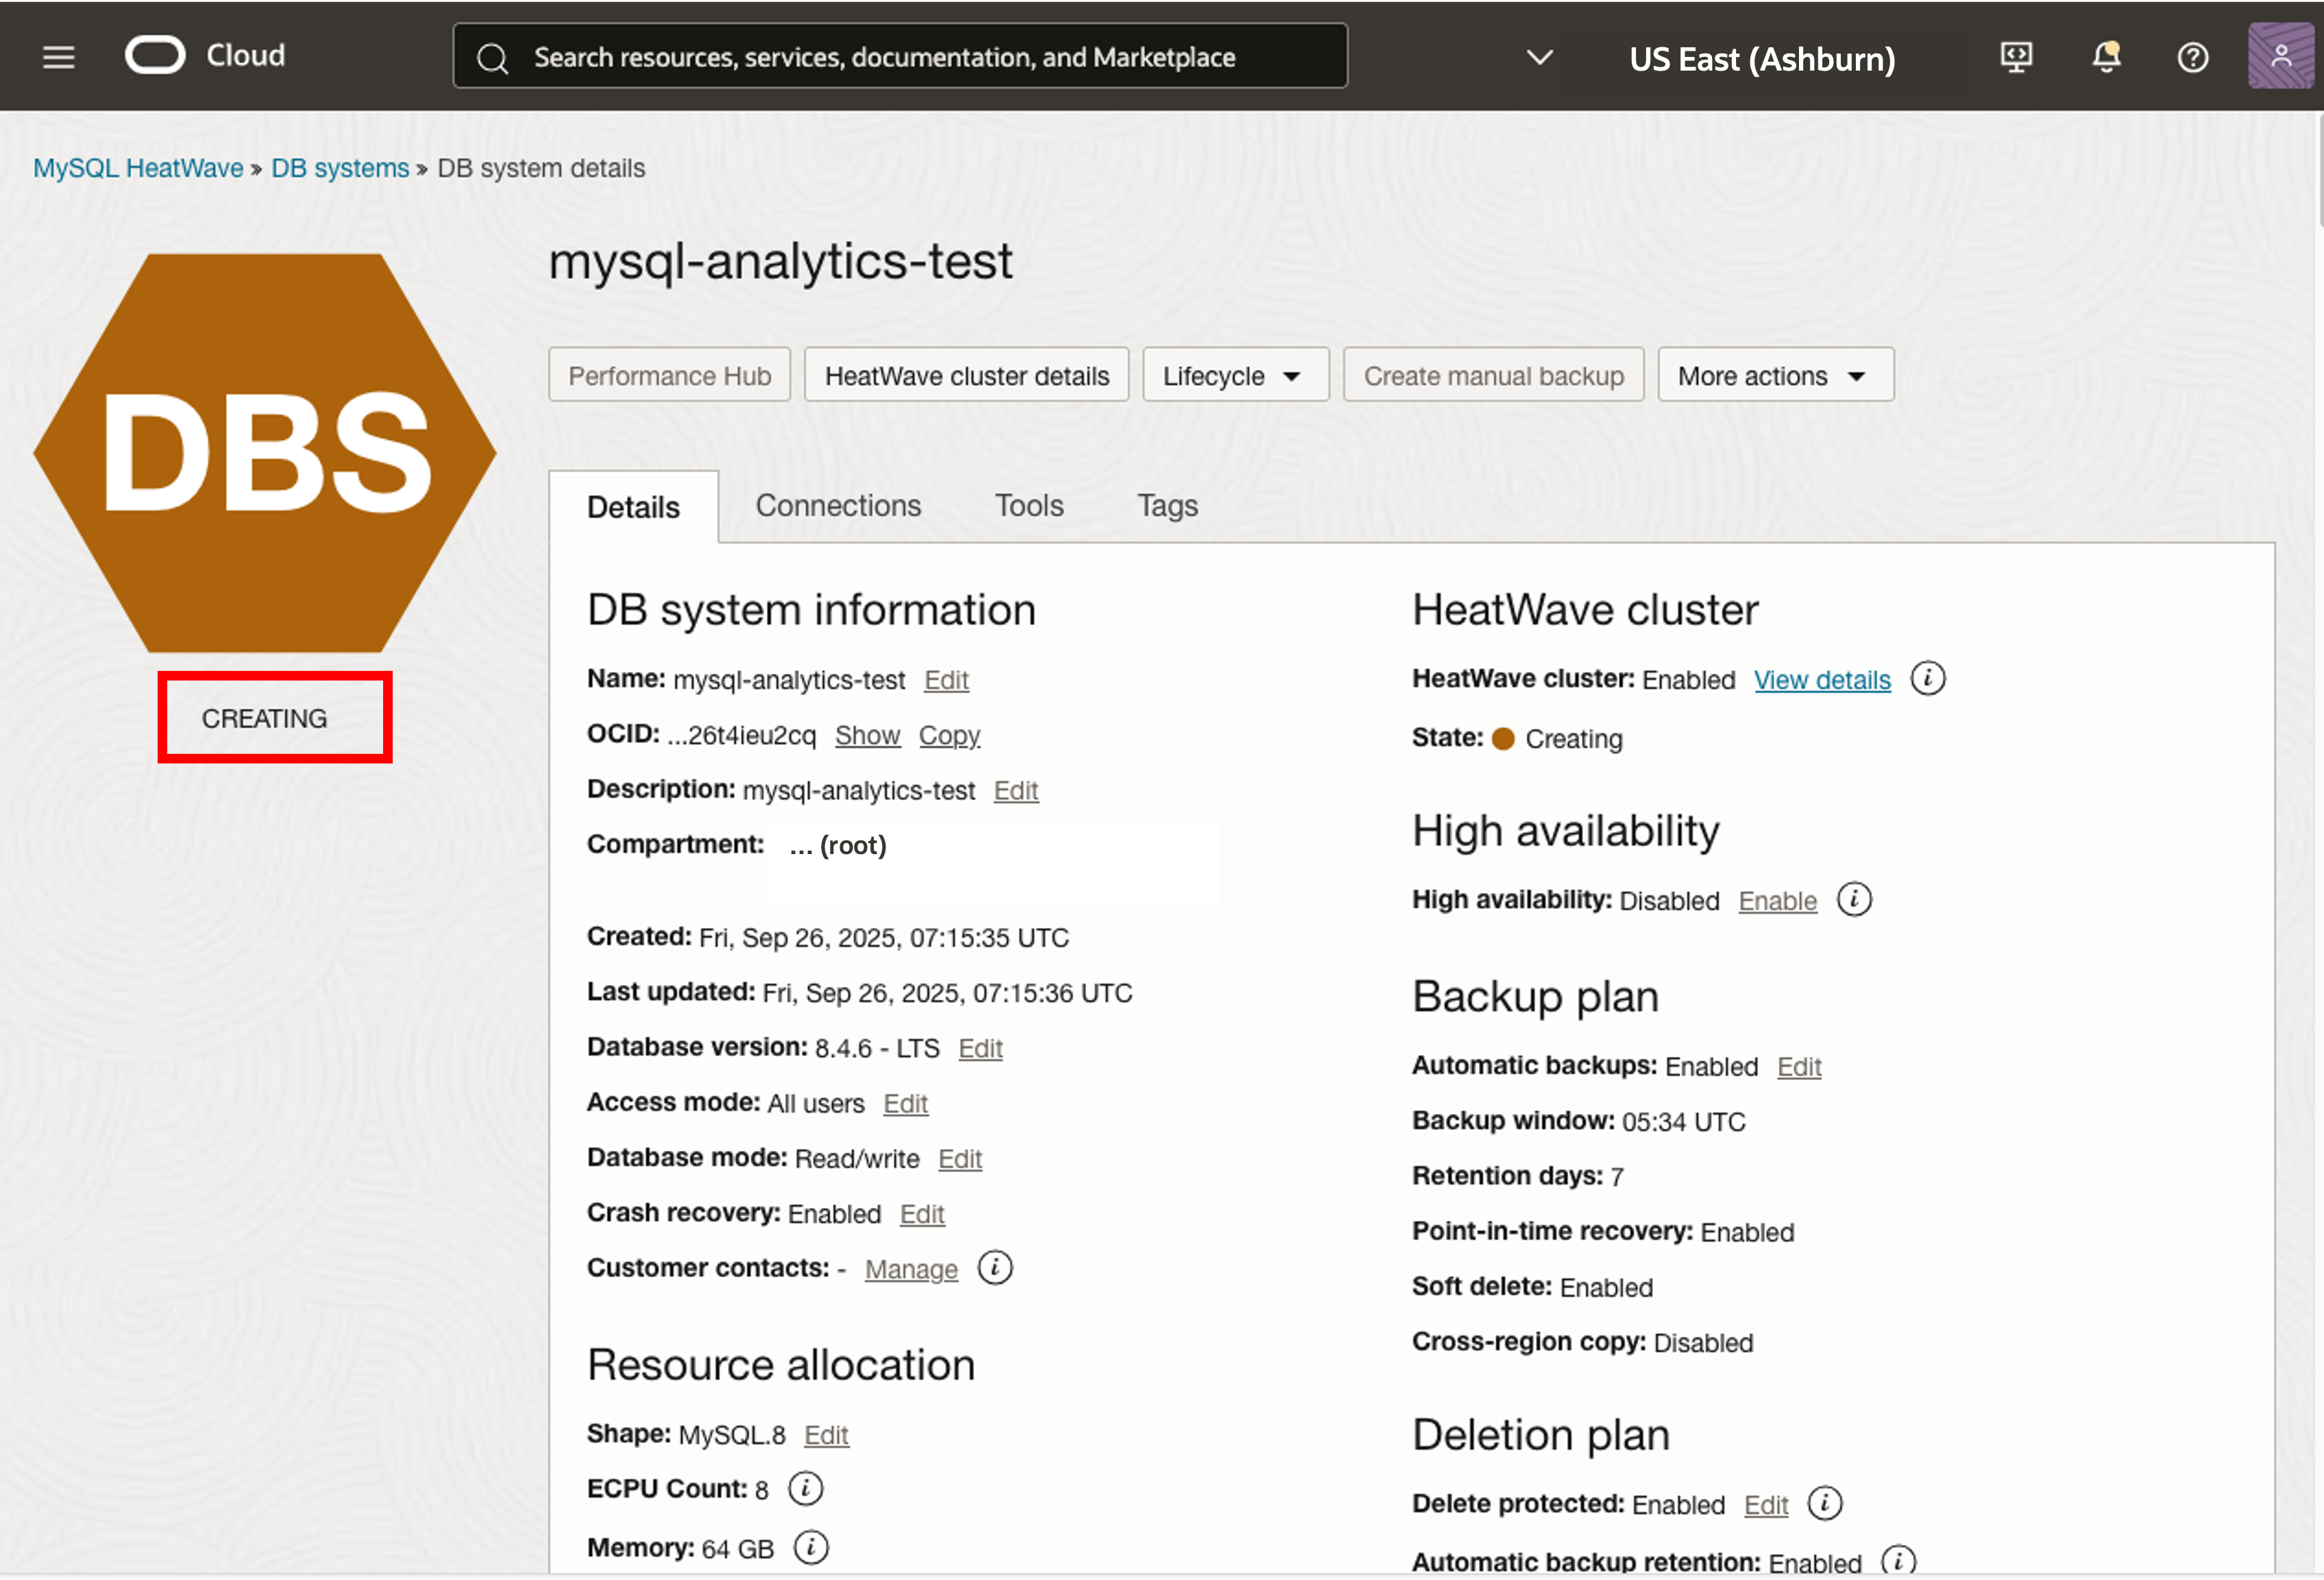 Cloud
Search resources, services, documentation, and Marketplace
US East (Ashburn)
MySQL HeatWave » DB systems » DB system details
DBS
CREATING
mysql-analytics-test
Performance Hub
HeatWave cluster details
Lifecycle
Create manual backup
More actions
Details
Connections
Tools
Tags
DB system information
Name: mysql-analytics-test Edit
OCID: ...26t4ieu2cq Show Copy
Description: mysql-analytics-test Edit
Compartment: ... (root)
Created: Fri, Sep 26, 2025, 07:15:35 UTC
Last updated: Fri, Sep 26, 2025, 07:15:36 UTC
Database version: 8.4.6 - LTS Edit
Access mode: All users Edit
Database mode: Read/write Edit
Crash recovery: Enabled Edit
Customer contacts: - Manage
Resource allocation
Shape: MySQL.8 Edit
ECPU Count: 8
Memory: 64 GB
HeatWave cluster
HeatWave cluster: Enabled View details
State: Creating
High availability
High availability: Disabled Enable
Backup plan
Automatic backups: Enabled Edit
Backup window: 05:34 UTC
Retention days: 7
Point-in-time recovery: Enabled
Soft delete: Enabled
Cross-region copy: Disabled
Deletion plan
Delete protected: Enabled Edit
Automatic backup retention: Enabled